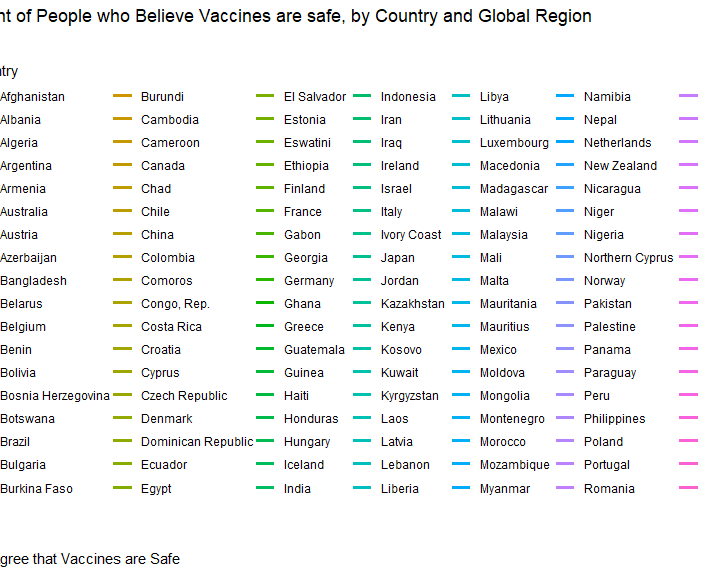 nt of People who Believe Vaccines are safe, by Country and Global Region
ntry
Afghanistan Burundi El Salvador Indonesia Libya Namibia
Albania Cambodia Estonia Iran Lithuania Nepal
Algeria Cameroon Eswatini Iraq Luxembourg Netherlands
Argentina Canada Ethiopia Ireland Macedonia New Zealand
Armenia Chad Finland Israel Madagascar Nicaragua
Australia Chile France Italy Malawi Niger
Austria China Gabon Ivory Coast Malaysia Nigeria
Azerbaijan Colombia Georgia Japan Mali Northern Cyprus
Bangladesh Comoros Germany Jordan Malta Norway
Belarus Congo, Rep. Ghana Kazakhstan Mauritania Pakistan
Belgium Costa Rica Greece Kenya Mauritius Palestine
Benin Croatia Guatemala Kosovo Mexico Panama
Bolivia Cyprus Guinea Kuwait Moldova Paraguay
Bosnia Herzegovina Czech Republic Haiti Kyrgyzstan Mongolia Peru
Botswana Denmark Honduras Laos Montenegro Philippines
Brazil Dominican Republic Hungary Latvia Morocco Poland
Bulgaria Ecuador Iceland Lebanon Mozambique Portugal
Burkina Faso Egypt India Liberia Myanmar Romania
gree that Vaccines are Safe